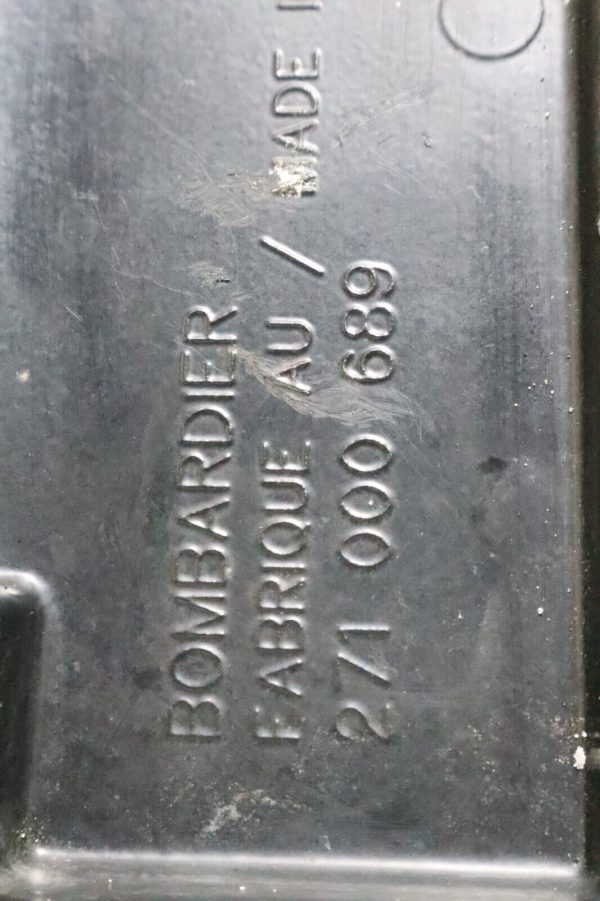 BOMBARDIER
FABRIQUE AU / MADE I
271 000 689